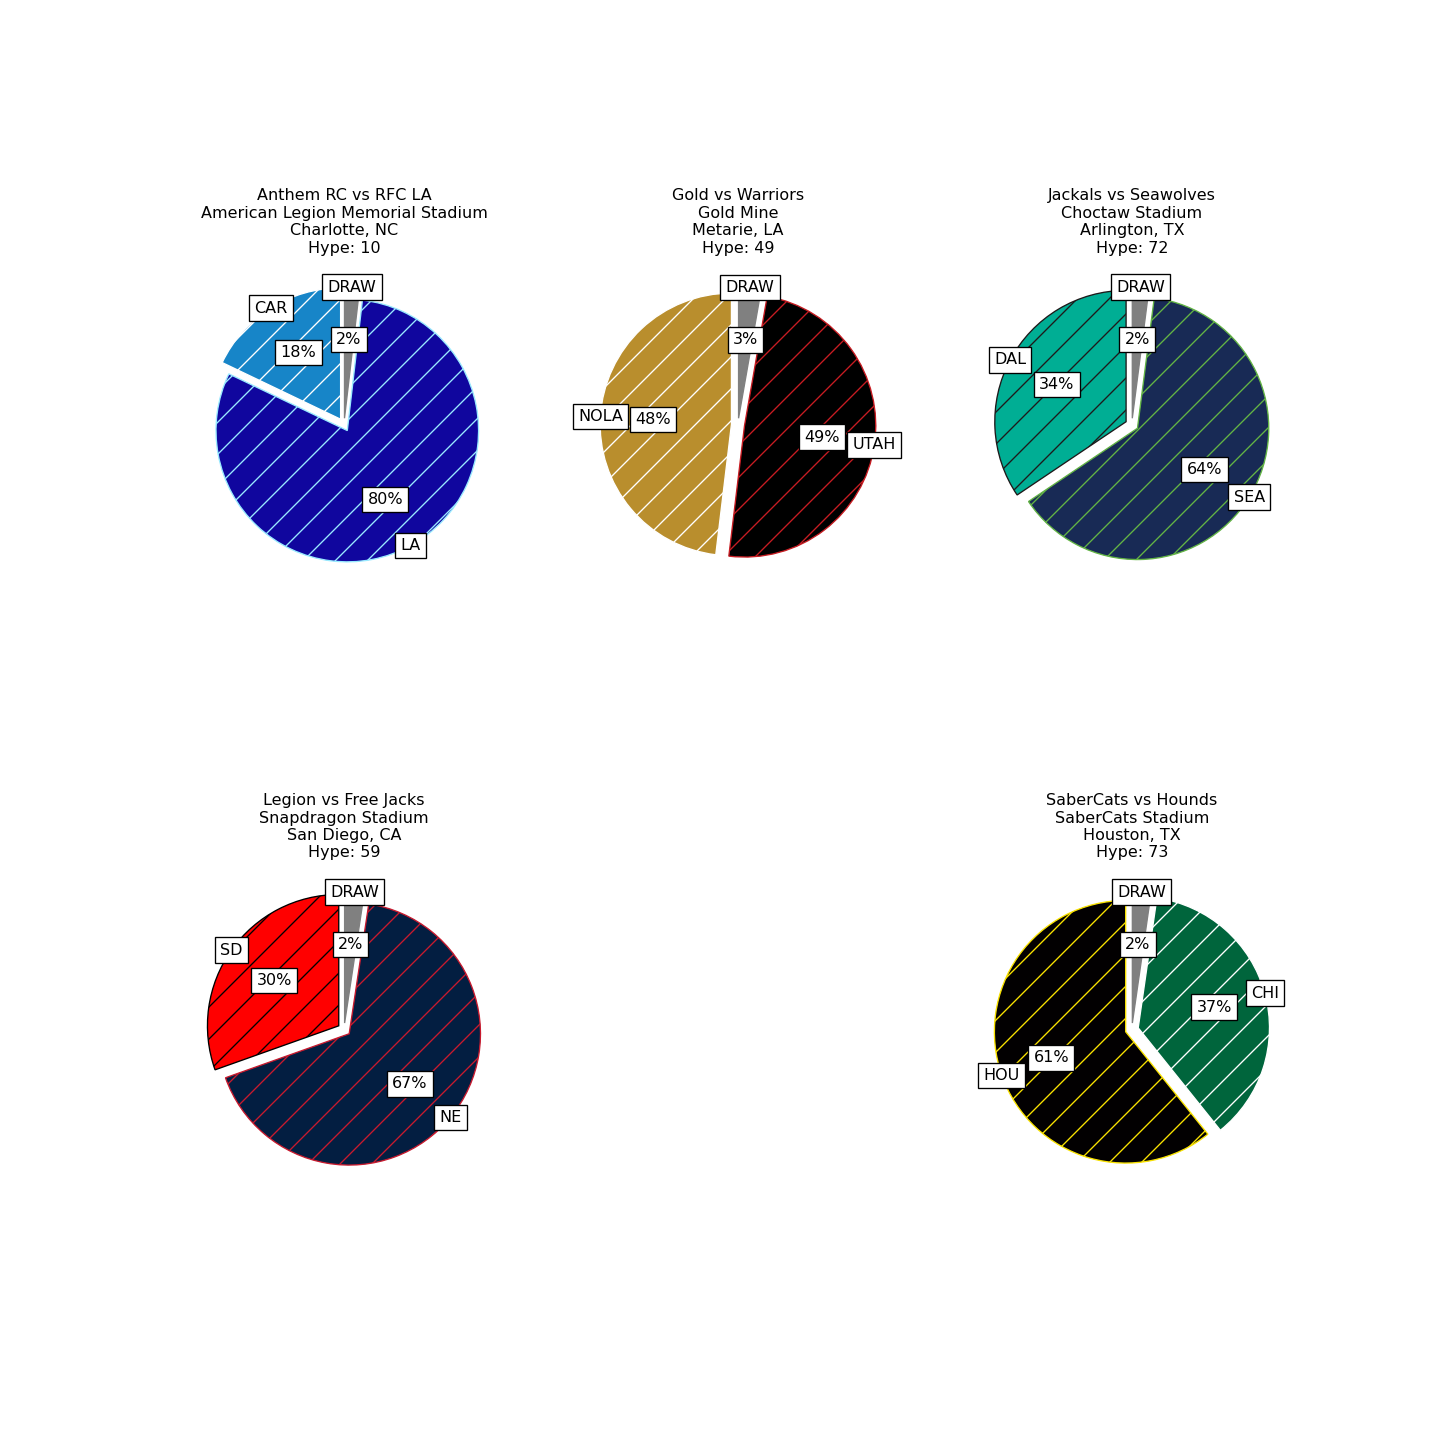 Anthem RC vs RFC LA
American Legion Memorial Stadium
Charlotte, NC
Hype: 10
DRAW
CAR
2%
18%
80%
LA
Gold vs Warriors
Gold Mine
Metarie, LA
Hype: 49
DRAW
3%
NOLA
48%
49%
UTAH
Jackals vs Seawolves
Choctaw Stadium
Arlington, TX
Hype: 72
DRAW
2%
DAL
34%
64%
SEA
Legion vs Free Jacks
Snapdragon Stadium
San Diego, CA
Hype: 59
DRAW
2%
SD
30%
67%
NE
SaberCats vs Hounds
SaberCats Stadium
Houston, TX
Hype: 73
DRAW
2%
CHI
37%
61%
HOU